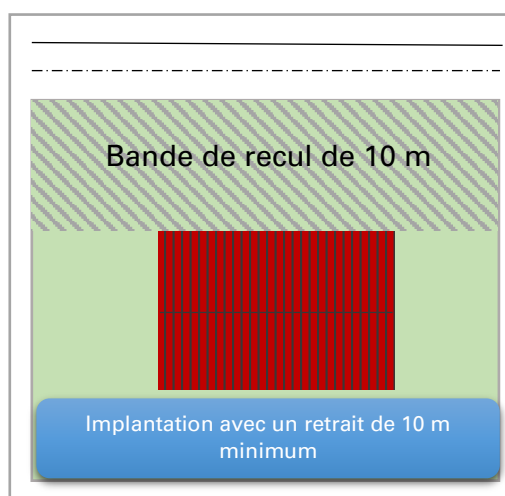 Bande de recul de 10 m
Implantation avec un retrait de 10 m
minimum